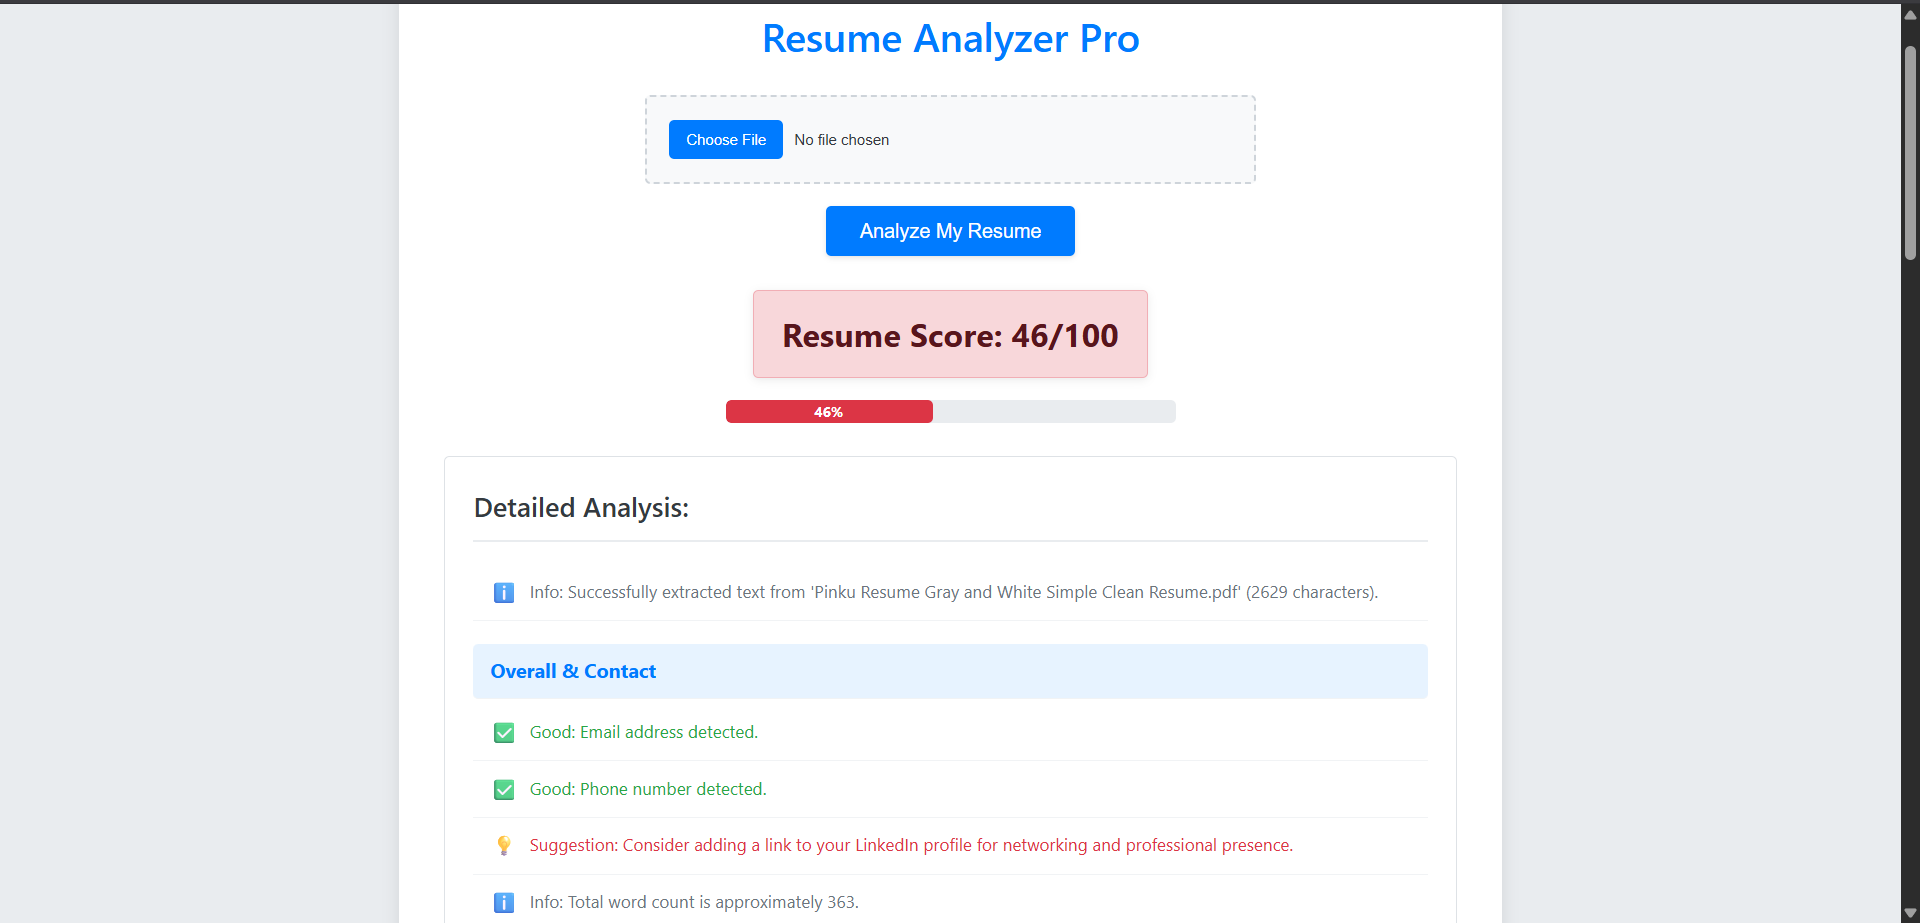 Resume Analyzer Pro
Choose File No file chosen
Analyze My Resume
Resume Score: 46/100
46%
Detailed Analysis:
Info: Successfully extracted text from 'Pinku Resume Gray and White Simple Clean Resume.pdf' (2629 characters).
Overall & Contact
Good: Email address detected.
Good: Phone number detected.
Suggestion: Consider adding a link to your LinkedIn profile for networking and professional presence.
Info: Total word count is approximately 363.